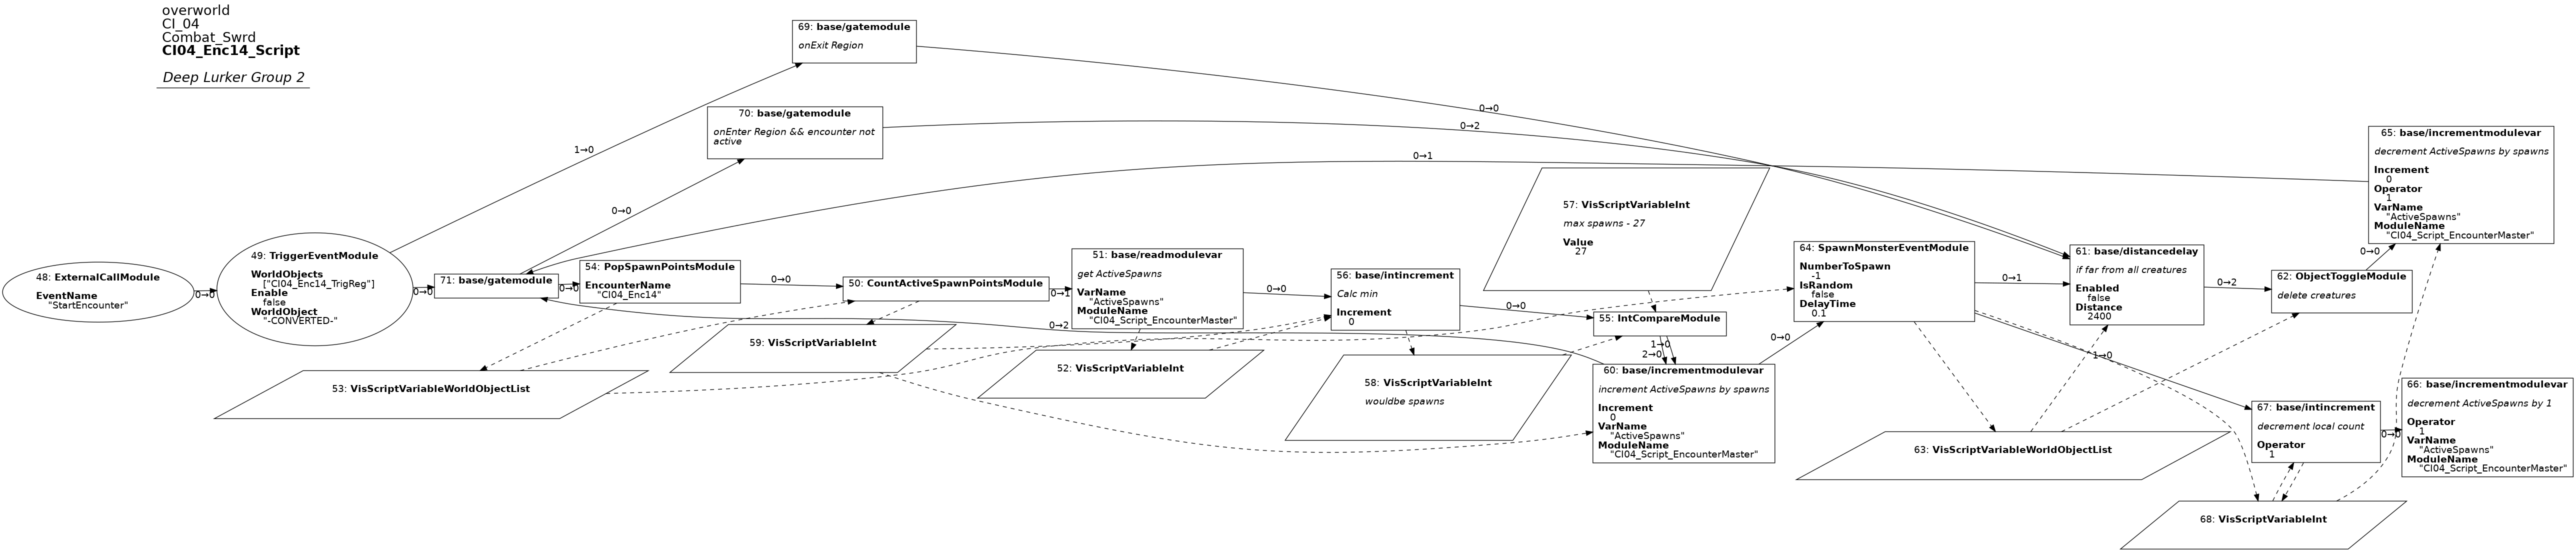 overworld
CI_04
Combat_Swrd
CI04_Enc14_Script
Deep Lurker Group 2
48: ExternalCallModule
EventName
"StartEncounter"
0→0
49: TriggerEventModule
WorldObjects
["CI04_Enc14_TrigReg"]
Enable
false
WorldObject
"-CONVERTED-"
1→0
0→0
69: base/gatemodule
onExit Region
0→0
70: base/gatemodule
onEnter Region && encounter not
active
0→2
0→0
0→1
71: base/gatemodule
0→0
54: PopSpawnPointsModule
EncounterName
"CI04_Enc14"
0→0
53: VisScriptVariableWorldObjectList
50: CountActiveSpawnPointsModule
0→1
59: VisScriptVariableInt
51: base/readmodulevar
get ActiveSpawns
VarName
"ActiveSpawns"
ModuleName
"CI04_Script_EncounterMaster"
0→0
0→2
52: VisScriptVariableInt
56: base/intincrement
Calc min
Increment
0
0→0
58: VisScriptVariableInt
wouldbe spawns
57: VisScriptVariableInt
max spawns - 27
Value
27
55: IntCompareModule
1→0
2→0
60: base/incrementmodulevar
increment ActiveSpawns by spawns
Increment
0
VarName
"ActiveSpawns"
ModuleName
"CI04_Script_EncounterMaster"
0→0
64: SpawnMonsterEventModule
NumberToSpawn
-1
IsRandom
false
DelayTime
0.1
0→1
1→0
61: base/distancedelay
if far from all creatures
Enabled
false
Distance
2400
0→2
63: VisScriptVariableWorldObjectList
62: ObjectToggleModule
delete creatures
0→0
65: base/incrementmodulevar
decrement ActiveSpawns by spawns
Increment
0
Operator
1
VarName
"ActiveSpawns"
ModuleName
"CI04_Script_EncounterMaster"
67: base/intincrement
decrement local count
Operator
1
0→0
66: base/incrementmodulevar
decrement ActiveSpawns by 1
Operator
1
VarName
"ActiveSpawns"
ModuleName
"CI04_Script_EncounterMaster"
68: VisScriptVariableInt